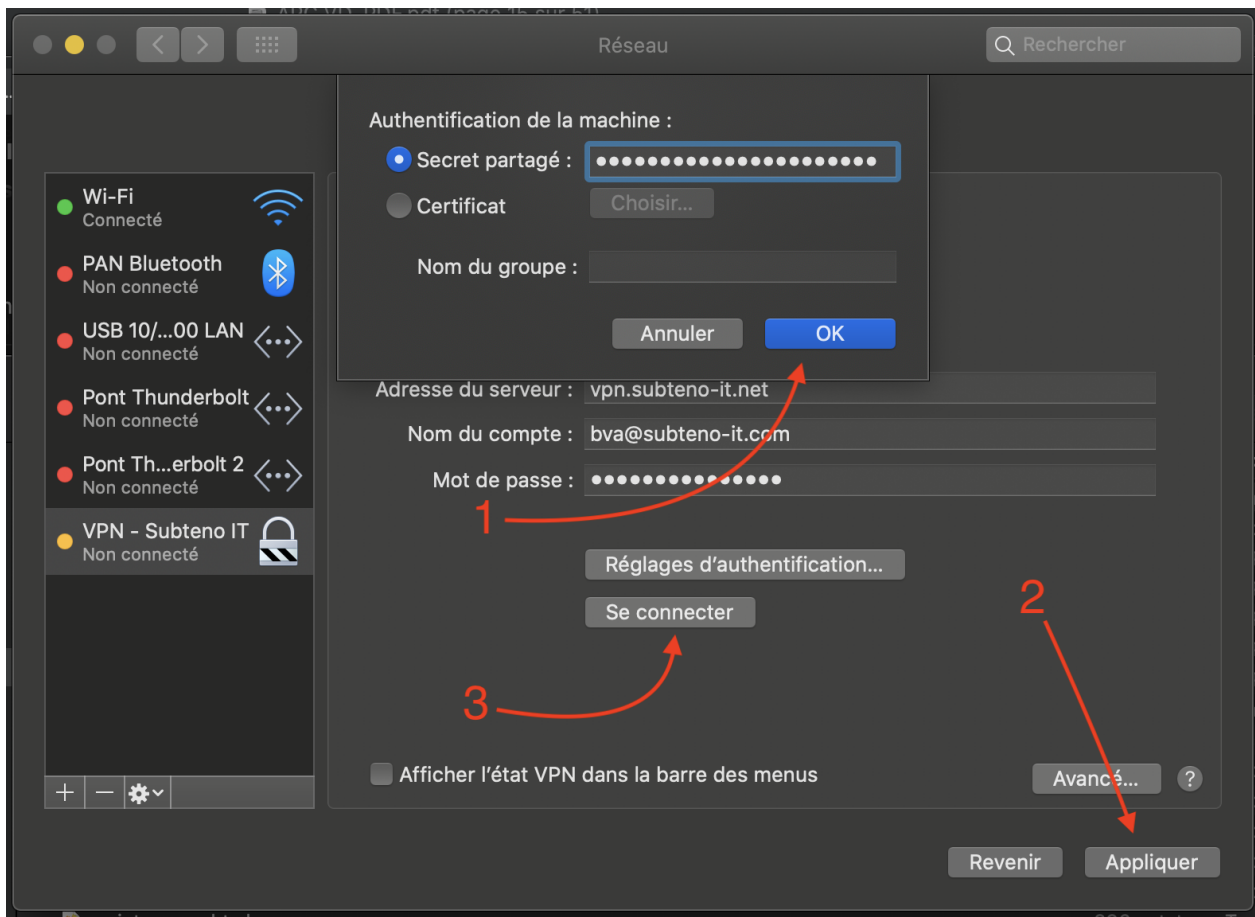 Réseau
Rechercher
Authentification de la machine :
Secret partagé : ●●●●●●●●●●●●●●●●●●●●●●
Certificat
Choisir...
Nom du groupe :
Annuler
OK
Wi-Fi
Connecté
PAN Bluetooth
Non connecté
USB 10/...00 LAN
Non connecté
Pont Thunderbolt
Non connecté
Pont Th...erbolt 2
Non connecté
VPN - Subteno IT
Non connecté
Adresse du serveur : vpn.subteno-it.net
Nom du compte : bva@subteno-it.com
Mot de passe : ●●●●●●●●●●●●●●●
1
Réglages d’authentification...
Se connecter
2
3
Afficher l’état VPN dans la barre des menus
Avancé...
?
Revenir
Appliquer